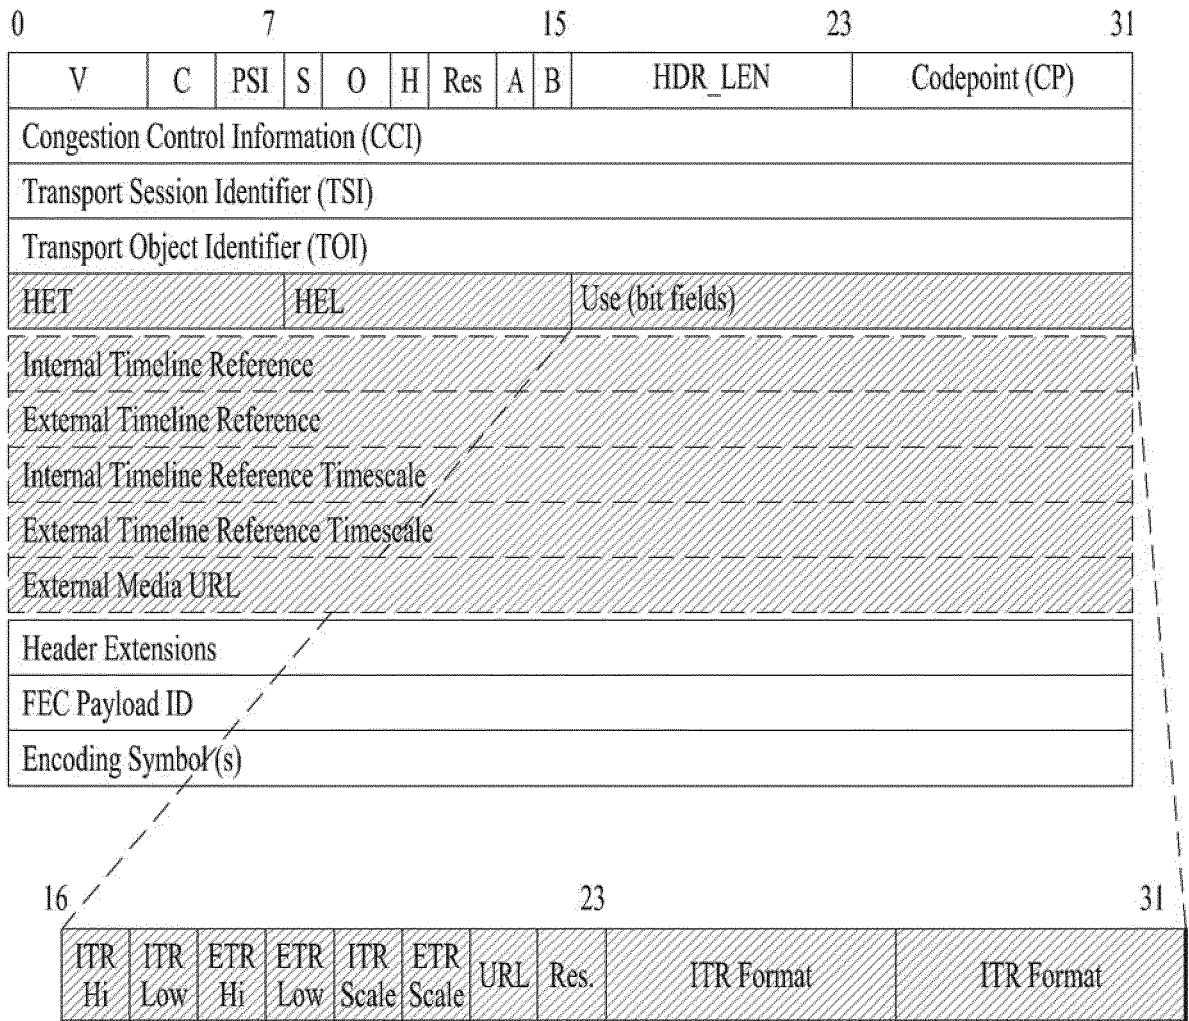 0 7 15 23 31
V C PSI S O H Res A B HDR_LEN Codepoint (CP)
Congestion Control Information (CCI)
Transport Session Identifier (TSI)
Transport Object Identifier (TOI)
HET HEL Use (bit fields)
Internal Timeline Reference
External Timeline Reference
Internal Timeline Reference Timescale
External Timeline Reference Timescale
External Media URL
Header Extensions
FEC Payload ID
Encoding Symbol (s)
16 23 31
ITR Hi ITR Low ETR Hi ETR Low ITR Scale ETR Scale URL Res. ITR Format ITR Format